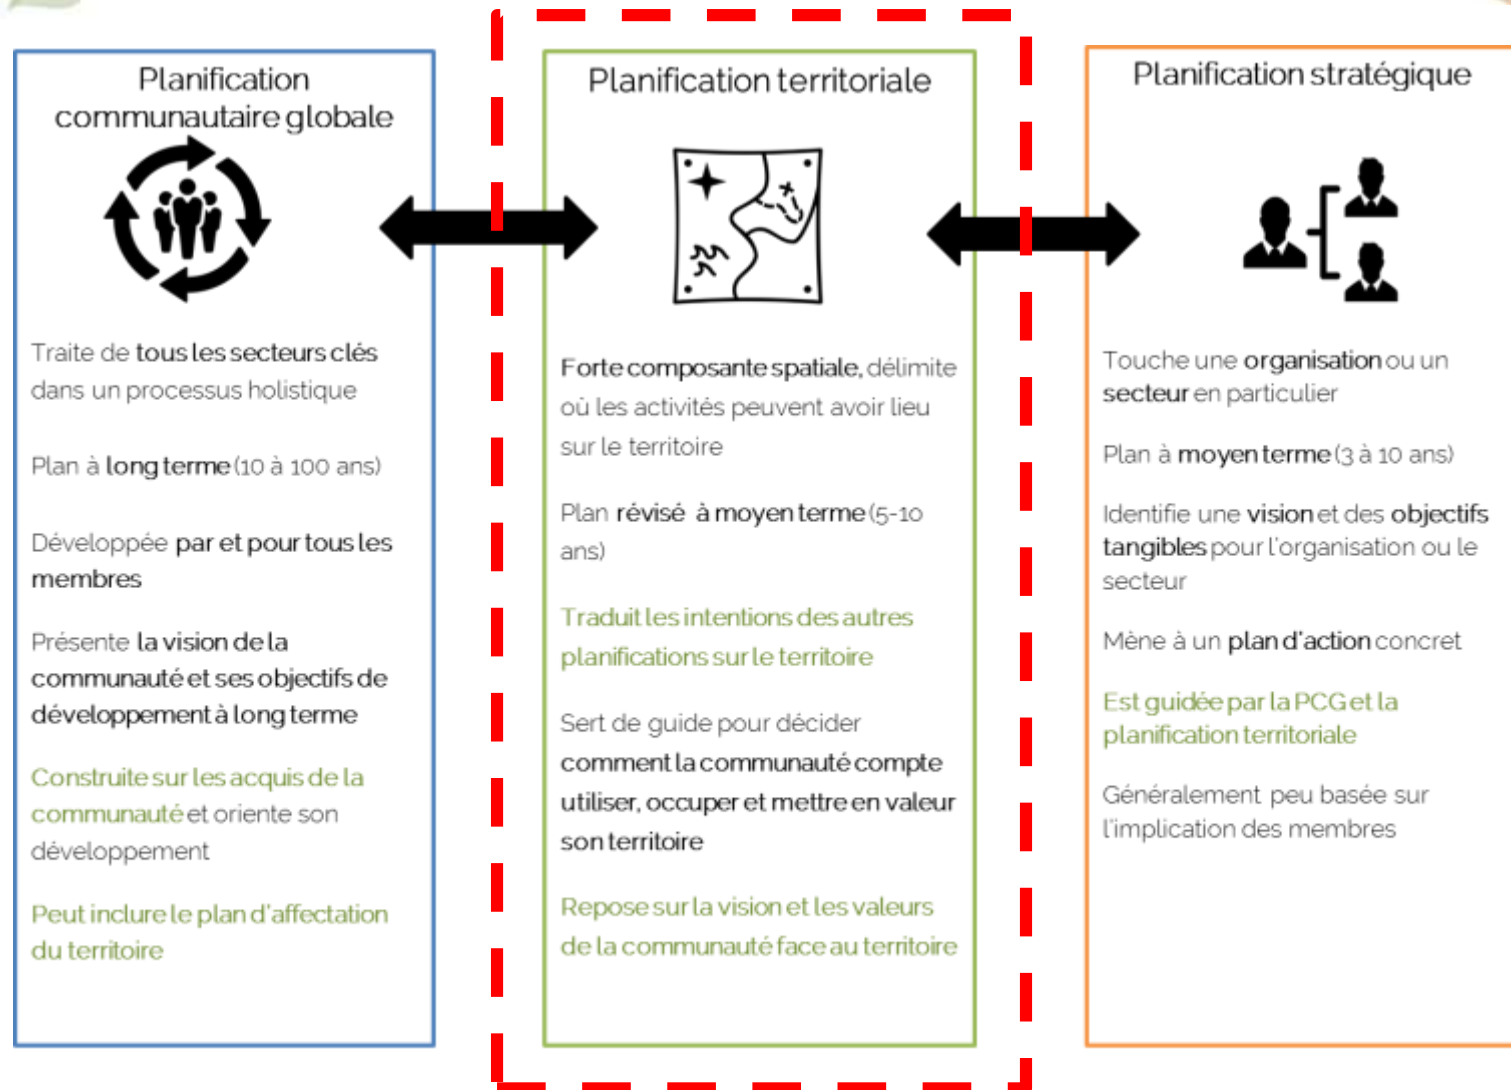 Planification
communautaire globale
Traite de tous les secteurs clés
dans un processus holistique
Plan à long terme (10 à 100 ans)
Développée par et pour tous les
membres
Présente la vision de la
communauté et ses objectifs de
développement à long terme
Construite sur les acquis de la
communauté et oriente son
développement
Peut inclure le plan d'affectation
du territoire
Planification territoriale
Forte composante spatiale, délimite
où les activités peuvent avoir lieu
sur le territoire
Plan révisé à moyen terme (5-10
ans)
Traduit les intentions des autres
planifications sur le territoire
Sert de guide pour décider
comment la communauté compte
utiliser, occuper et mettre en valeur
son territoire
Repose sur la vision et les valeurs
de la communauté face au territoire
Planification stratégique
Touche une organisation ou un
secteur en particulier
Plan à moyen terme (3 à 10 ans)
Identifie une vision et des objectifs
tangibles pour l'organisation ou le
secteur
Mène à un plan d'action concret
Est guidée par la PCG et la
planification territoriale
Généralement peu basée sur
l'implication des membres